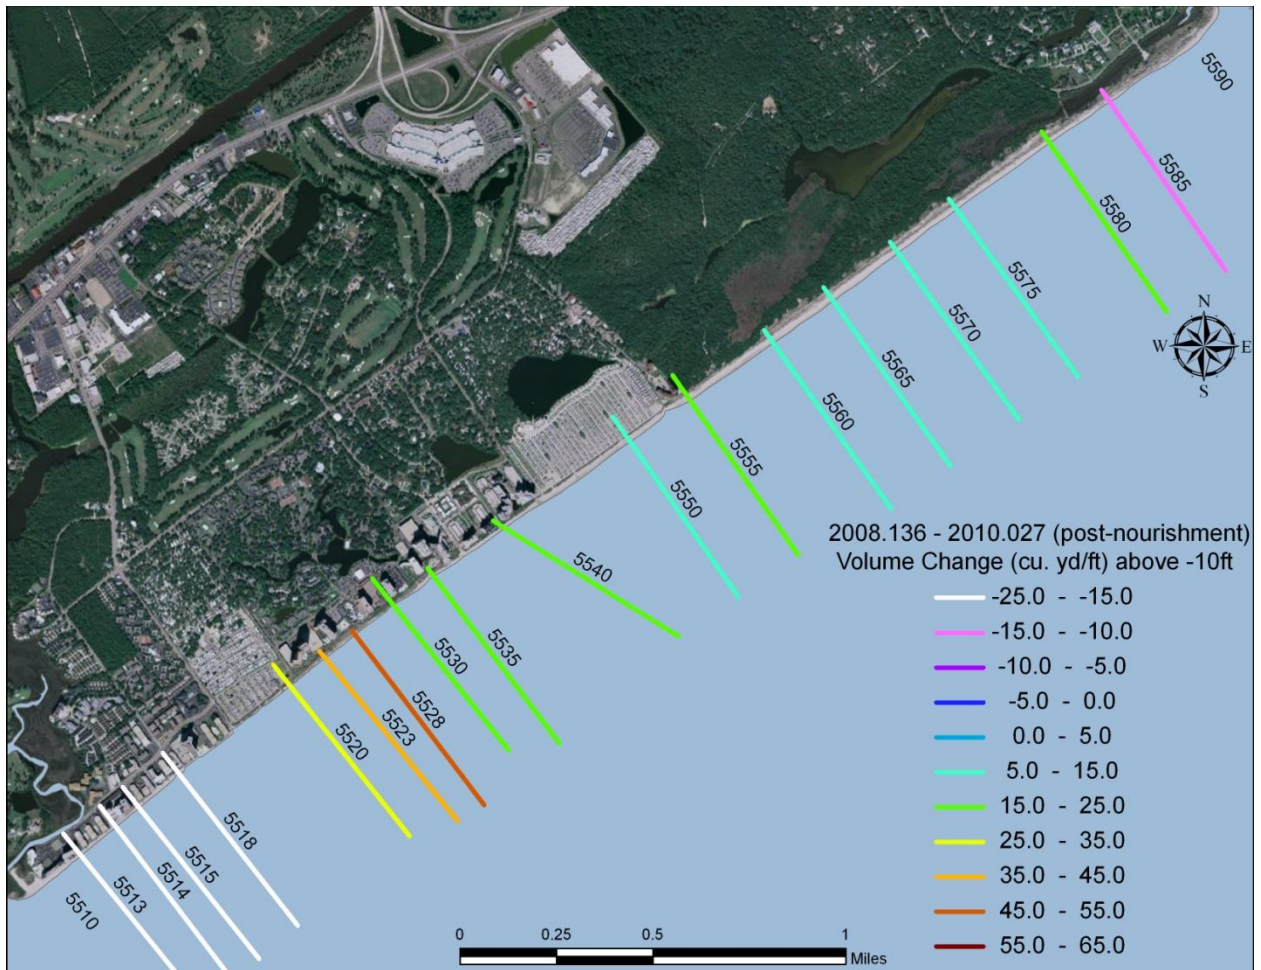 5590
5585
5580
5575
5570
5565
5560
5555
5550
5540
5535
5530
5528
5523
5520
5518
5515
5514
5513
5510
N
W E
S
2008.136 - 2010.027 (post-nourishment)
Volume Change (cu. yd/ft) above -10ft
-25.0 - -15.0
-15.0 - -10.0
-10.0 - -5.0
-5.0 - 0.0
0.0 - 5.0
5.0 - 15.0
15.0 - 25.0
25.0 - 35.0
35.0 - 45.0
45.0 - 55.0
55.0 - 65.0
0 0.25 0.5 1
Miles